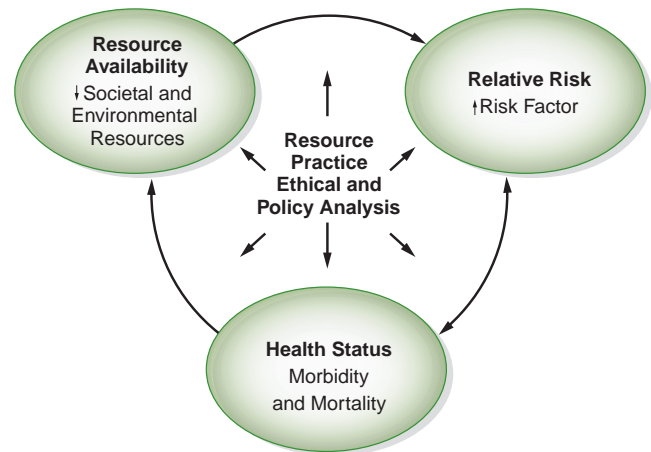 Resource
Availability
↓Societal and
Environmental
Resources
Relative Risk
↑Risk Factor
Resource
Practice
Ethical and
Policy Analysis
Health Status
Morbidity
and Mortality